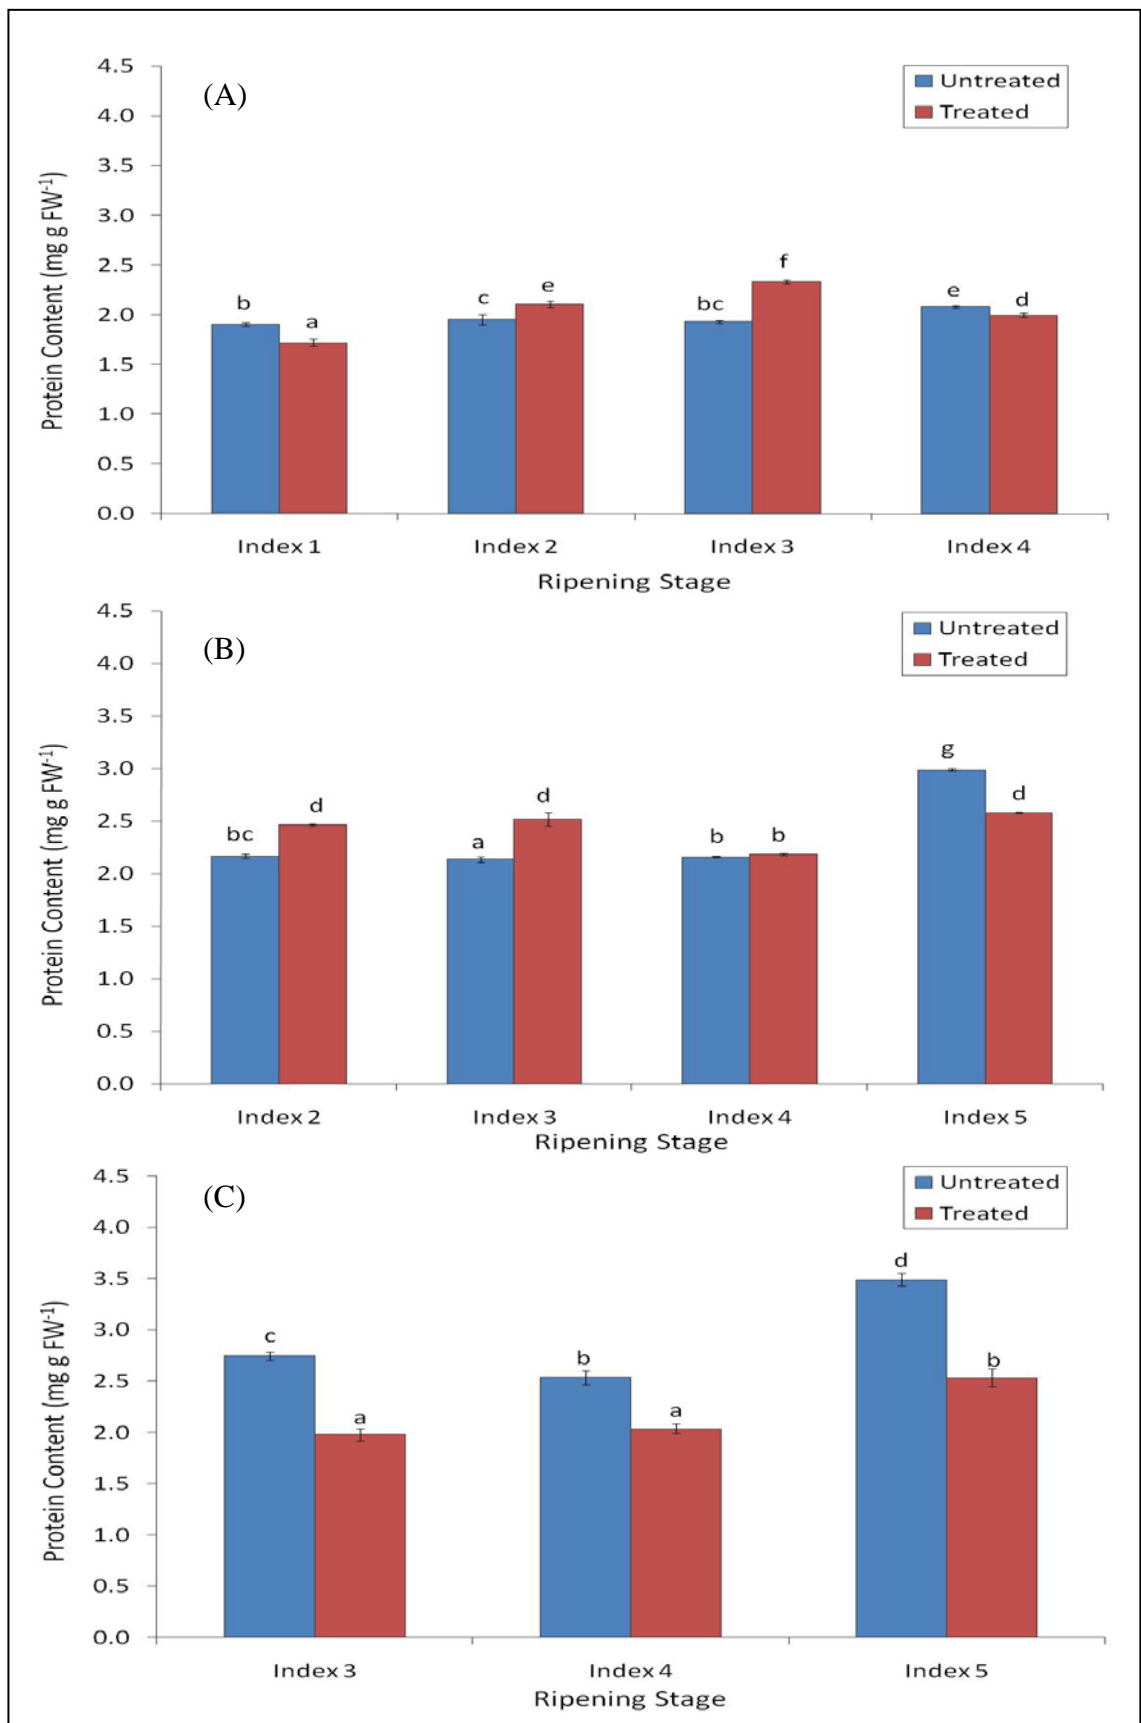 (A)
Untreated
Treated
4.5
4.0
3.5
3.0
2.5
2.0
1.5
1.0
0.5
0.0
Protein Content (mg g FW⁻¹)
b
a
c
e
bc
f
e
d
Index 1
Index 2
Index 3
Index 4
Ripening Stage
(B)
Untreated
Treated
4.5
4.0
3.5
3.0
2.5
2.0
1.5
1.0
0.5
0.0
Protein Content (mg g FW⁻¹)
bc
d
a
d
b
b
g
d
Index 2
Index 3
Index 4
Index 5
Ripening Stage
(C)
Untreated
Treated
4.5
4.0
3.5
3.0
2.5
2.0
1.5
1.0
0.5
0.0
Protein Content (mg g FW⁻¹)
c
a
b
a
d
b
Index 3
Index 4
Index 5
Ripening Stage